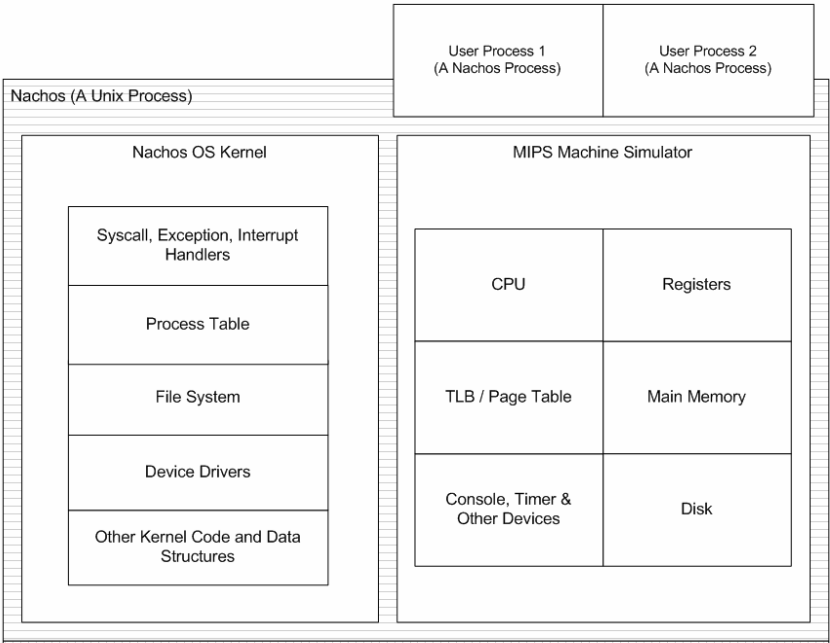 User Process 1
(A Nachos Process)
User Process 2
(A Nachos Process)
Nachos (A Unix Process)
Nachos OS Kernel
Syscall, Exception, Interrupt
Handlers
Process Table
File System
Device Drivers
Other Kernel Code and Data
Structures
MIPS Machine Simulator
CPU
Registers
TLB / Page Table
Main Memory
Console, Timer &
Other Devices
Disk